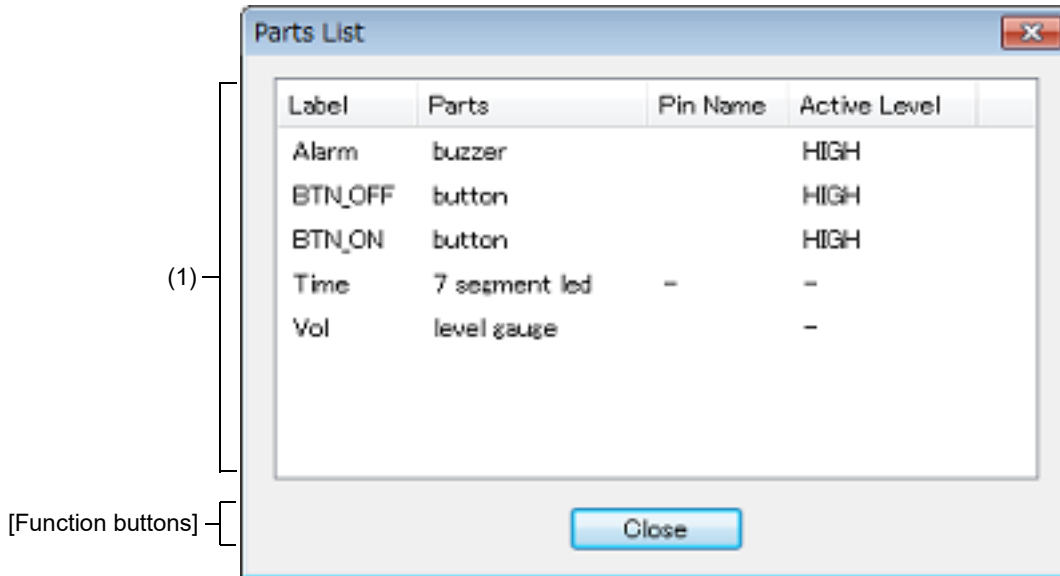 Parts List
Label Parts Pin Name Active Level
Alarm buzzer HIGH
BTN_OFF button HIGH
BTN_ON button HIGH
(1) Time 7 segment led - -
Vol level gauge -
[Function buttons] Close